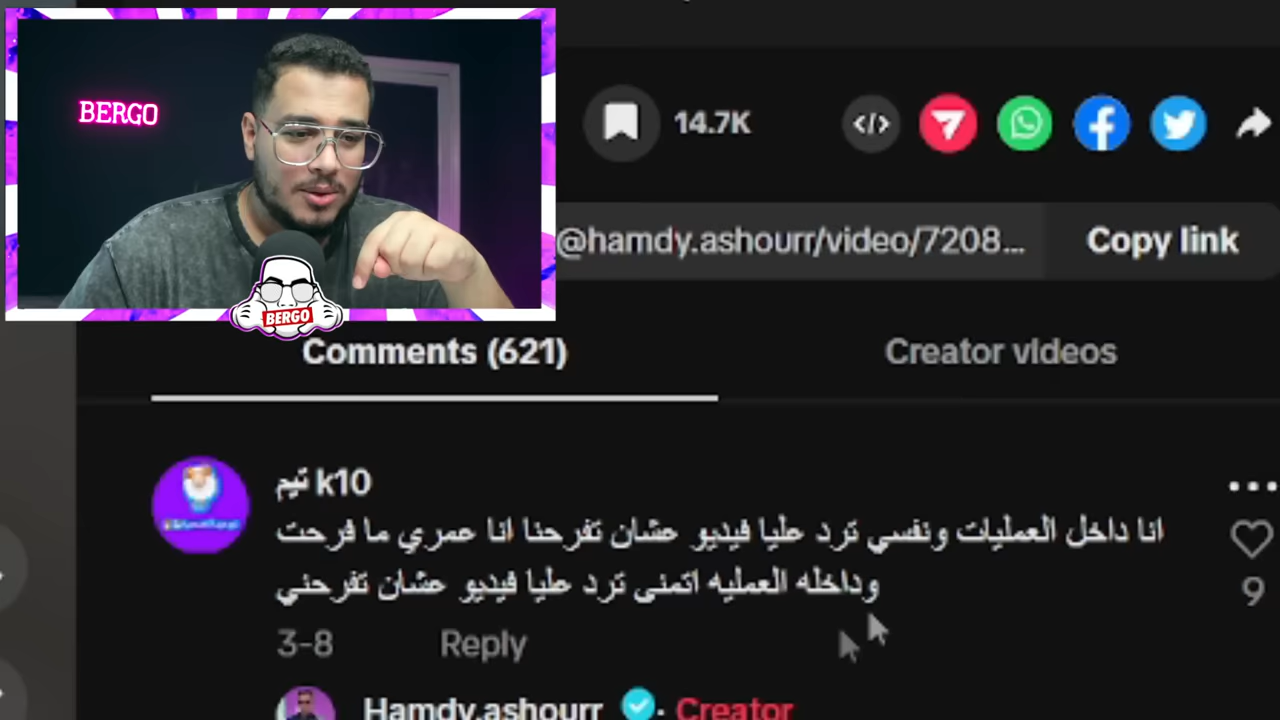 BERGO
14.7K
BERGO
@hamdy.ashourr/video/7208... Copy link
Comments (621) Creator videos
تيم k10
انا داخل العمليات ونفسي ترد عليا فيديو عشان تفرحنا انا عمري ما فرحت
وداخله العمليه اتمنى ترد عليا فيديو عشان تفرحني
9
3-8 Reply
Hamdy.ashourr · Creator